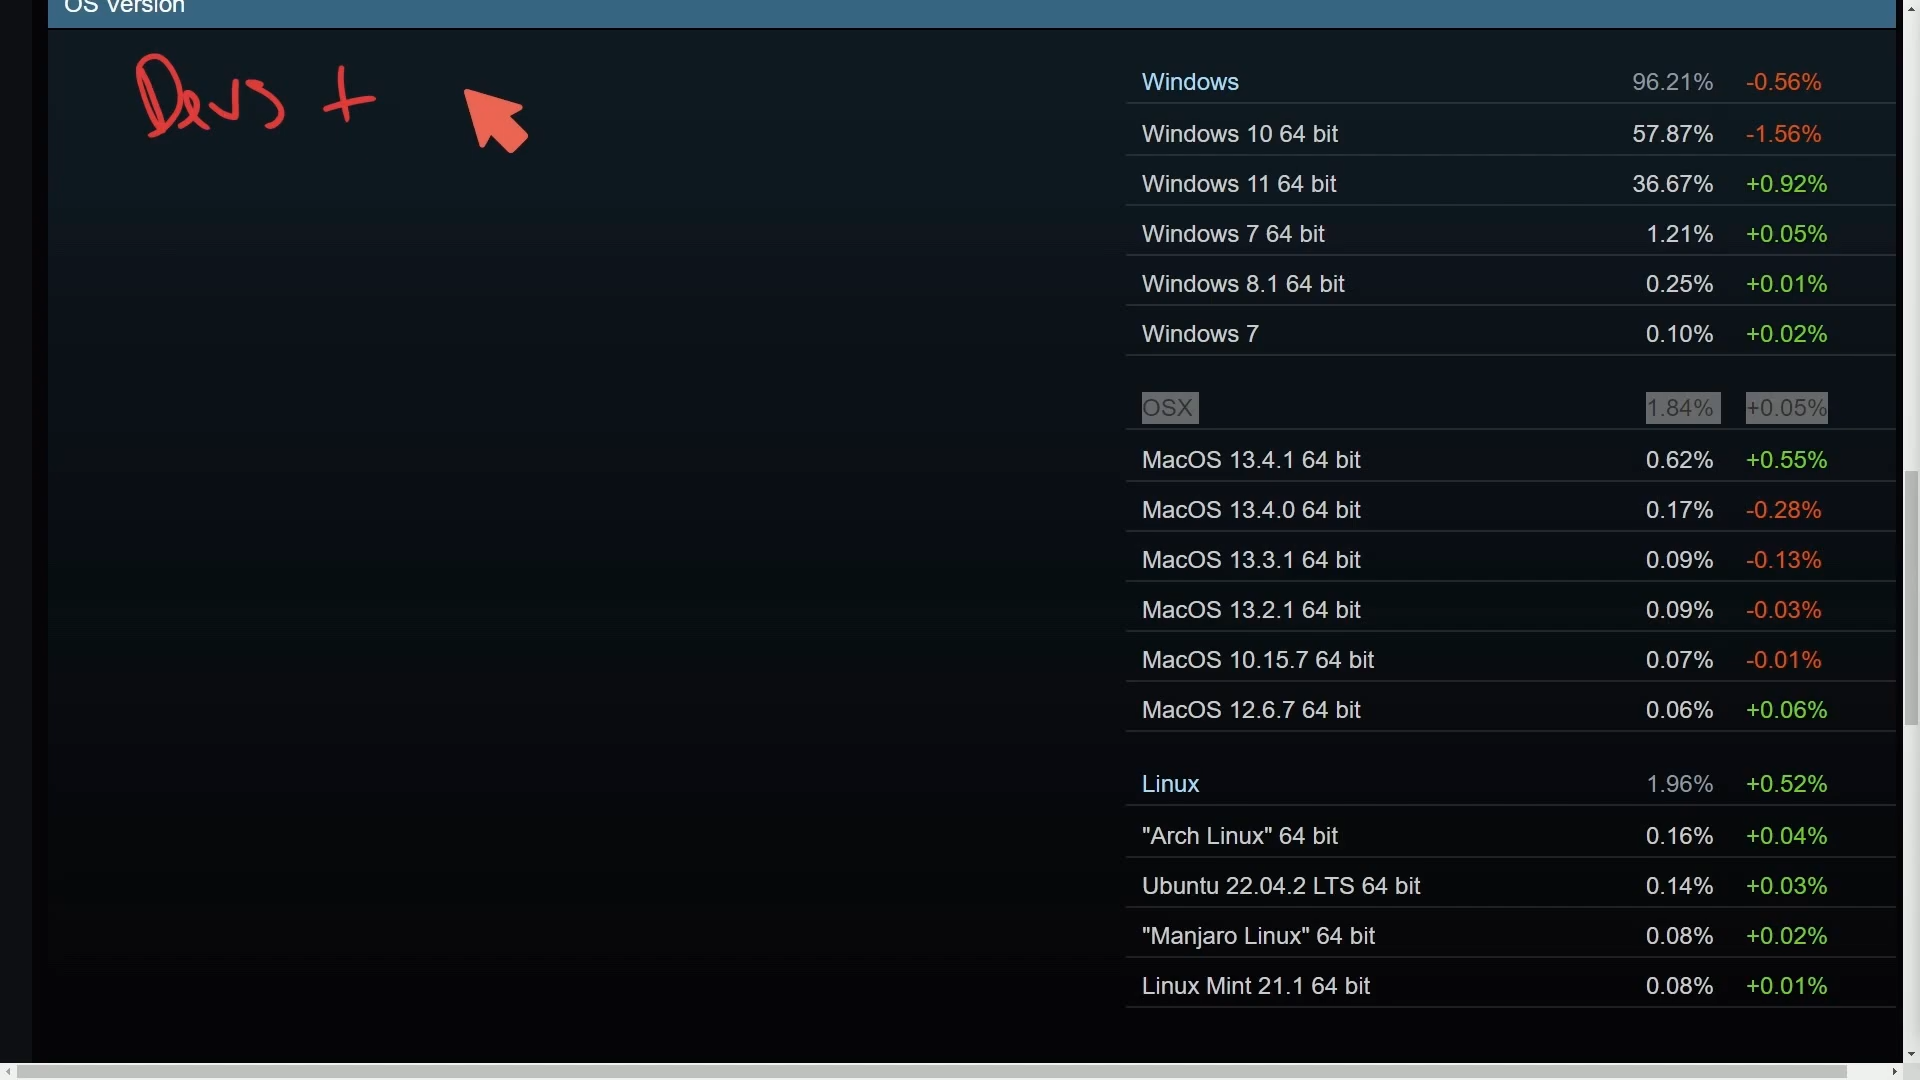 OS Version
Devs +
Windows 96.21% -0.56%
Windows 10 64 bit 57.87% -1.56%
Windows 11 64 bit 36.67% +0.92%
Windows 7 64 bit 1.21% +0.05%
Windows 8.1 64 bit 0.25% +0.01%
Windows 7 0.10% +0.02%
OSX 1.84% +0.05%
MacOS 13.4.1 64 bit 0.62% +0.55%
MacOS 13.4.0 64 bit 0.17% -0.28%
MacOS 13.3.1 64 bit 0.09% -0.13%
MacOS 13.2.1 64 bit 0.09% -0.03%
MacOS 10.15.7 64 bit 0.07% -0.01%
MacOS 12.6.7 64 bit 0.06% +0.06%
Linux 1.96% +0.52%
"Arch Linux" 64 bit 0.16% +0.04%
Ubuntu 22.04.2 LTS 64 bit 0.14% +0.03%
"Manjaro Linux" 64 bit 0.08% +0.02%
Linux Mint 21.1 64 bit 0.08% +0.01%